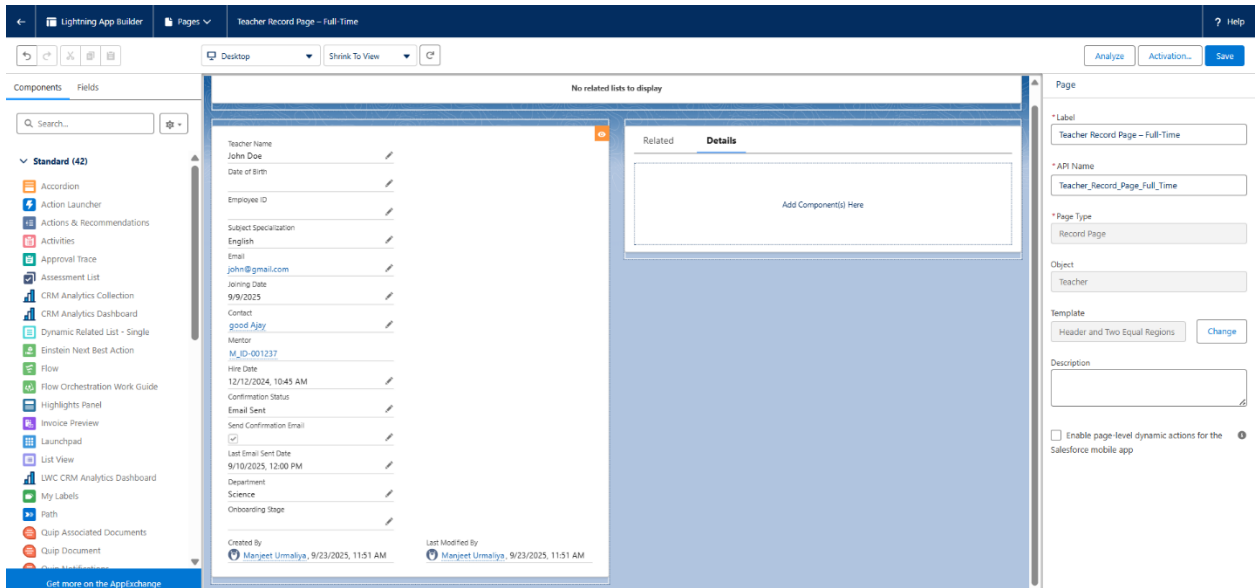 Lightning App Builder
Pages
Teacher Record Page – Full-Time
? Help
Desktop
Shrink To View
Analyze
Activation...
Save
Components
Fields
Search...
Standard (42)
Accordion
Action Launcher
Actions & Recommendations
Activities
Approval Trace
Assessment List
CRM Analytics Collection
CRM Analytics Dashboard
Dynamic Related List - Single
Einstein Next Best Action
Flow
Flow Orchestration Work Guide
Highlights Panel
Invoice Preview
Launchpad
List View
LWC CRM Analytics Dashboard
My Labels
Path
Quip Associated Documents
Quip Document
Quip Notifications
Get more on the AppExchange
No related lists to display
Teacher Name
John Doe
Date of Birth
Employee ID
Subject Specialization
English
Email
john@gmail.com
Joining Date
9/9/2025
Contact
good Ajay
Mentor
M_ID-001237
Hire Date
12/12/2024, 10:45 AM
Confirmation Status
Email Sent
Send Confirmation Email
Last Email Sent Date
9/10/2025, 12:00 PM
Department
Science
Onboarding Stage
Created By
Manjeet Urmaliya, 9/23/2025, 11:51 AM
Last Modified By
Manjeet Urmaliya, 9/23/2025, 11:51 AM
Related
Details
Add Component(s) Here
Page
*Label
Teacher Record Page – Full-Time
*API Name
Teacher_Record_Page_Full_Time
*Page Type
Record Page
Object
Teacher
Template
Header and Two Equal Regions
Change
Description
Enable page-level dynamic actions for the
Salesforce mobile app